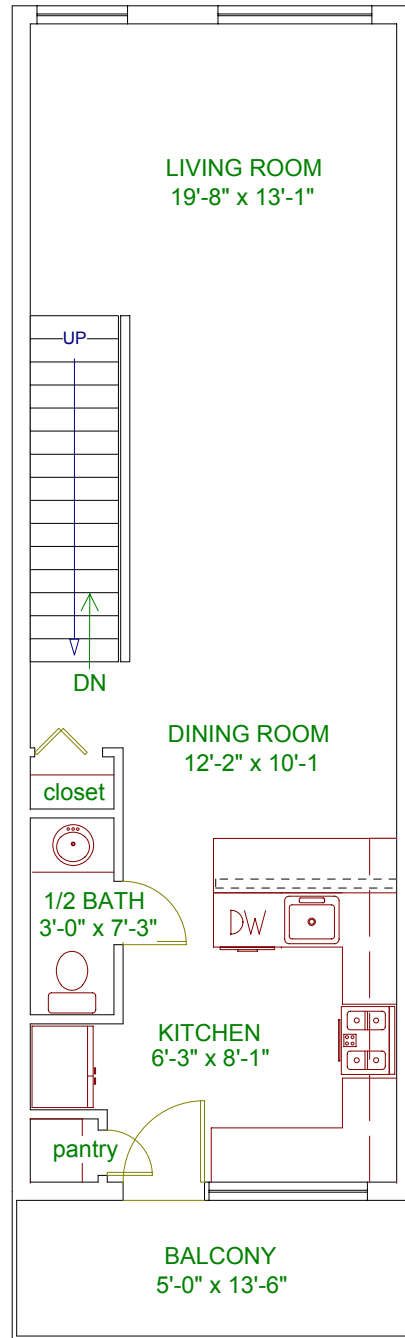 LIVING ROOM
19'-8" x 13'-1"
UP
DN
DINING ROOM
12'-2" x 10'-1
closet
1/2 BATH
3'-0" x 7'-3"
DW
KITCHEN
6'-3" x 8'-1"
pantry
BALCONY
5'-0" x 13'-6"